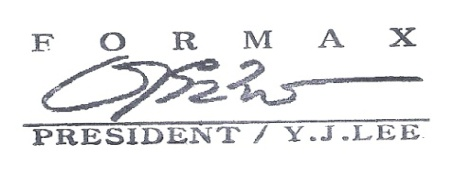 F O R M A X
PRESIDENT / Y.J.LEE